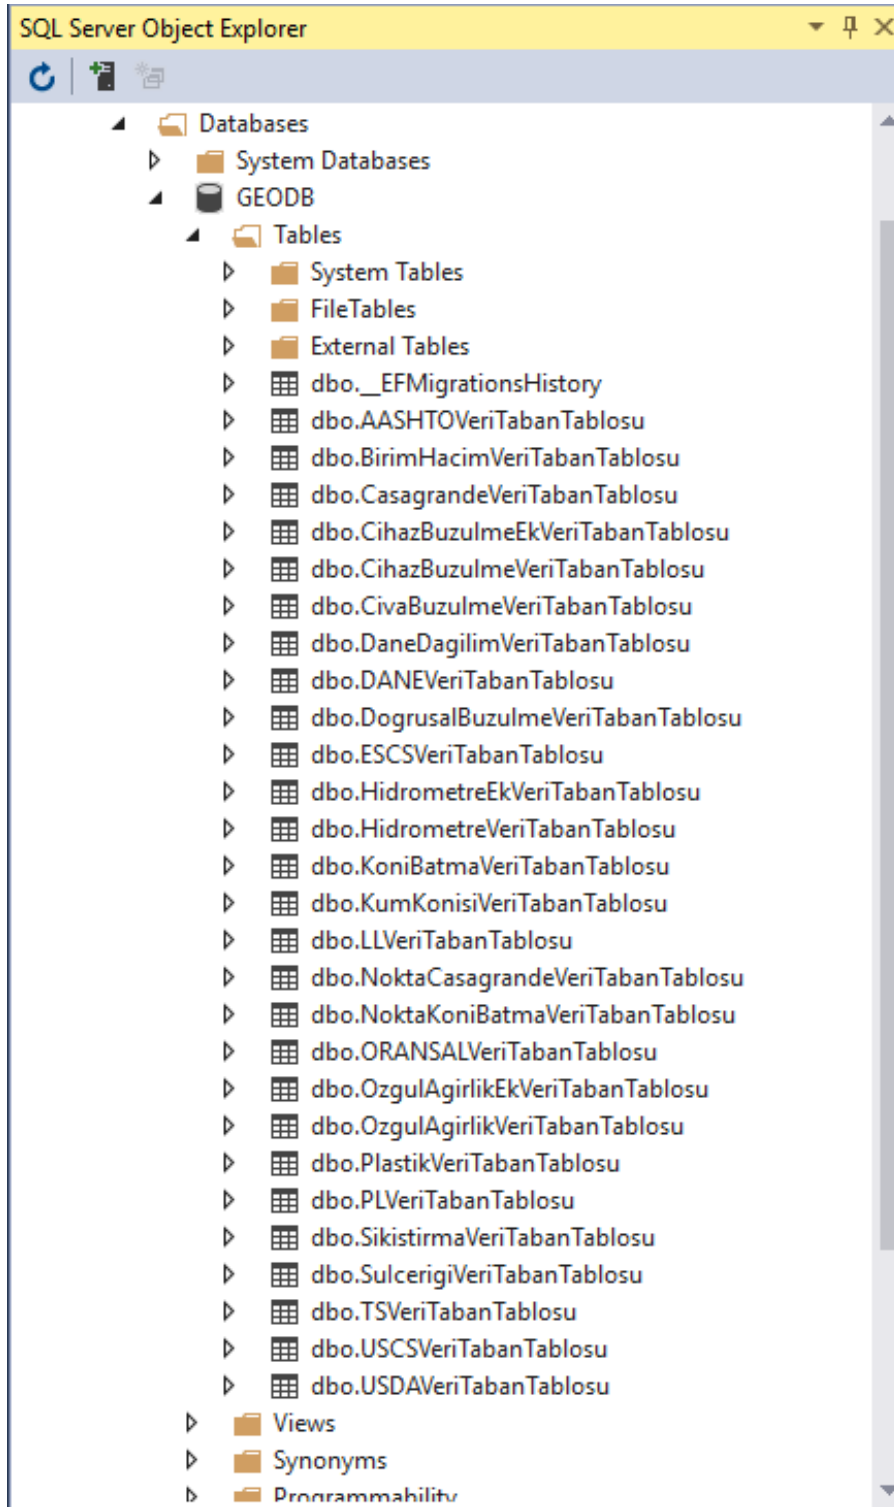 SQL Server Object Explorer
Databases
System Databases
GEODB
Tables
System Tables
FileTables
External Tables
dbo.__EFMigrationsHistory
dbo.AASHTOVeriTabanTablosu
dbo.BirimHacimVeriTabanTablosu
dbo.CasagrandeVeriTabanTablosu
dbo.CihazBuzulmeEkVeriTabanTablosu
dbo.CihazBuzulmeVeriTabanTablosu
dbo.CivaBuzulmeVeriTabanTablosu
dbo.DaneDagilimVeriTabanTablosu
dbo.DANEVeriTabanTablosu
dbo.DogrusalBuzulmeVeriTabanTablosu
dbo.ESCSVeriTabanTablosu
dbo.HidrometreEkVeriTabanTablosu
dbo.HidrometreVeriTabanTablosu
dbo.KoniBatmaVeriTabanTablosu
dbo.KumKonisiVeriTabanTablosu
dbo.LLVeriTabanTablosu
dbo.NoktaCasagrandeVeriTabanTablosu
dbo.NoktaKoniBatmaVeriTabanTablosu
dbo.ORANSALVeriTabanTablosu
dbo.OzgulAgirlikEkVeriTabanTablosu
dbo.OzgulAgirlikVeriTabanTablosu
dbo.PlastikVeriTabanTablosu
dbo.PLVeriTabanTablosu
dbo.SikistirmaVeriTabanTablosu
dbo.SulcerigiVeriTabanTablosu
dbo.TSVeriTabanTablosu
dbo.USCSVeriTabanTablosu
dbo.USDAVeriTabanTablosu
Views
Synonyms
Programmability